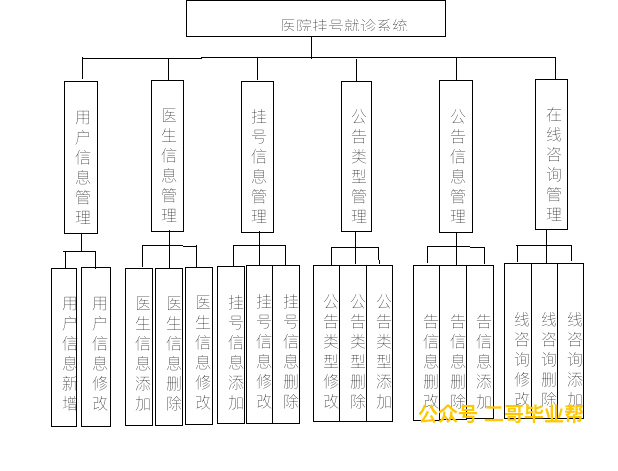 医院挂号就诊系统
用户信息管理
医生信息管理
挂号信息管理
公告类型管理
公告信息管理
在线咨询管理
用户信息新增
用户信息修改
医生信息添加
医生信息删除
医生信息修改
挂号信息添加
挂号信息修改
挂号信息删除
公告类型修改
公告类型删除
公告类型添加
告信息删改
告信息删除
告信息添加
线咨询修改
线咨询删除
线咨询添加
公众号 二哥毕业帮